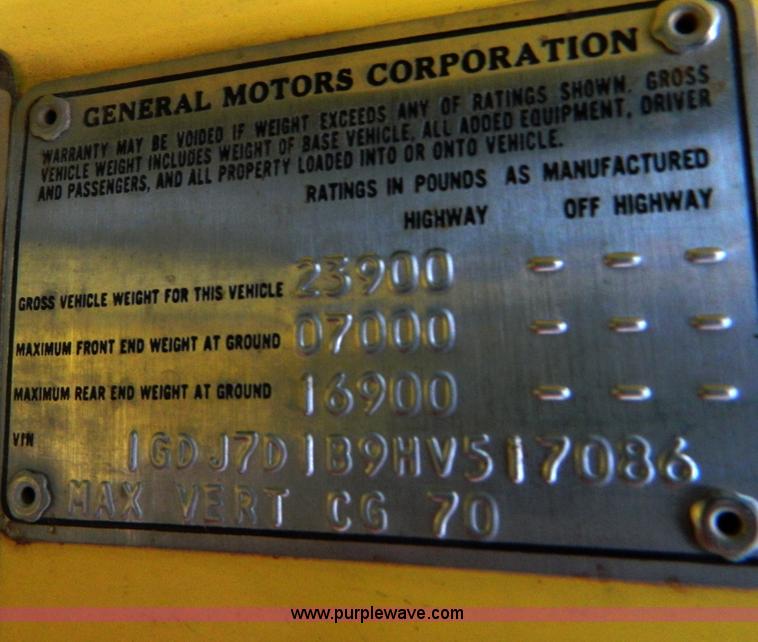 GENERAL MOTORS CORPORATION
WARRANTY MAY BE VOIDED IF WEIGHT EXCEEDS ANY OF RATINGS SHOWN. GROSS
VEHICLE WEIGHT INCLUDES WEIGHT OF BASE VEHICLE, ALL ADDED EQUIPMENT, DRIVER
AND PASSENGERS, AND ALL PROPERTY LOADED INTO OR ONTO VEHICLE.
RATINGS IN POUNDS AS MANUFACTURED
HIGHWAY OFF HIGHWAY
GROSS VEHICLE WEIGHT FOR THIS VEHICLE 23900 - - -
MAXIMUM FRONT END WEIGHT AT GROUND 07000 - - -
MAXIMUM REAR END WEIGHT AT GROUND 16900 - - -
VIN 1GDJ7D1B9HV517086
MAX VERT CG 70
www.purplewave.com